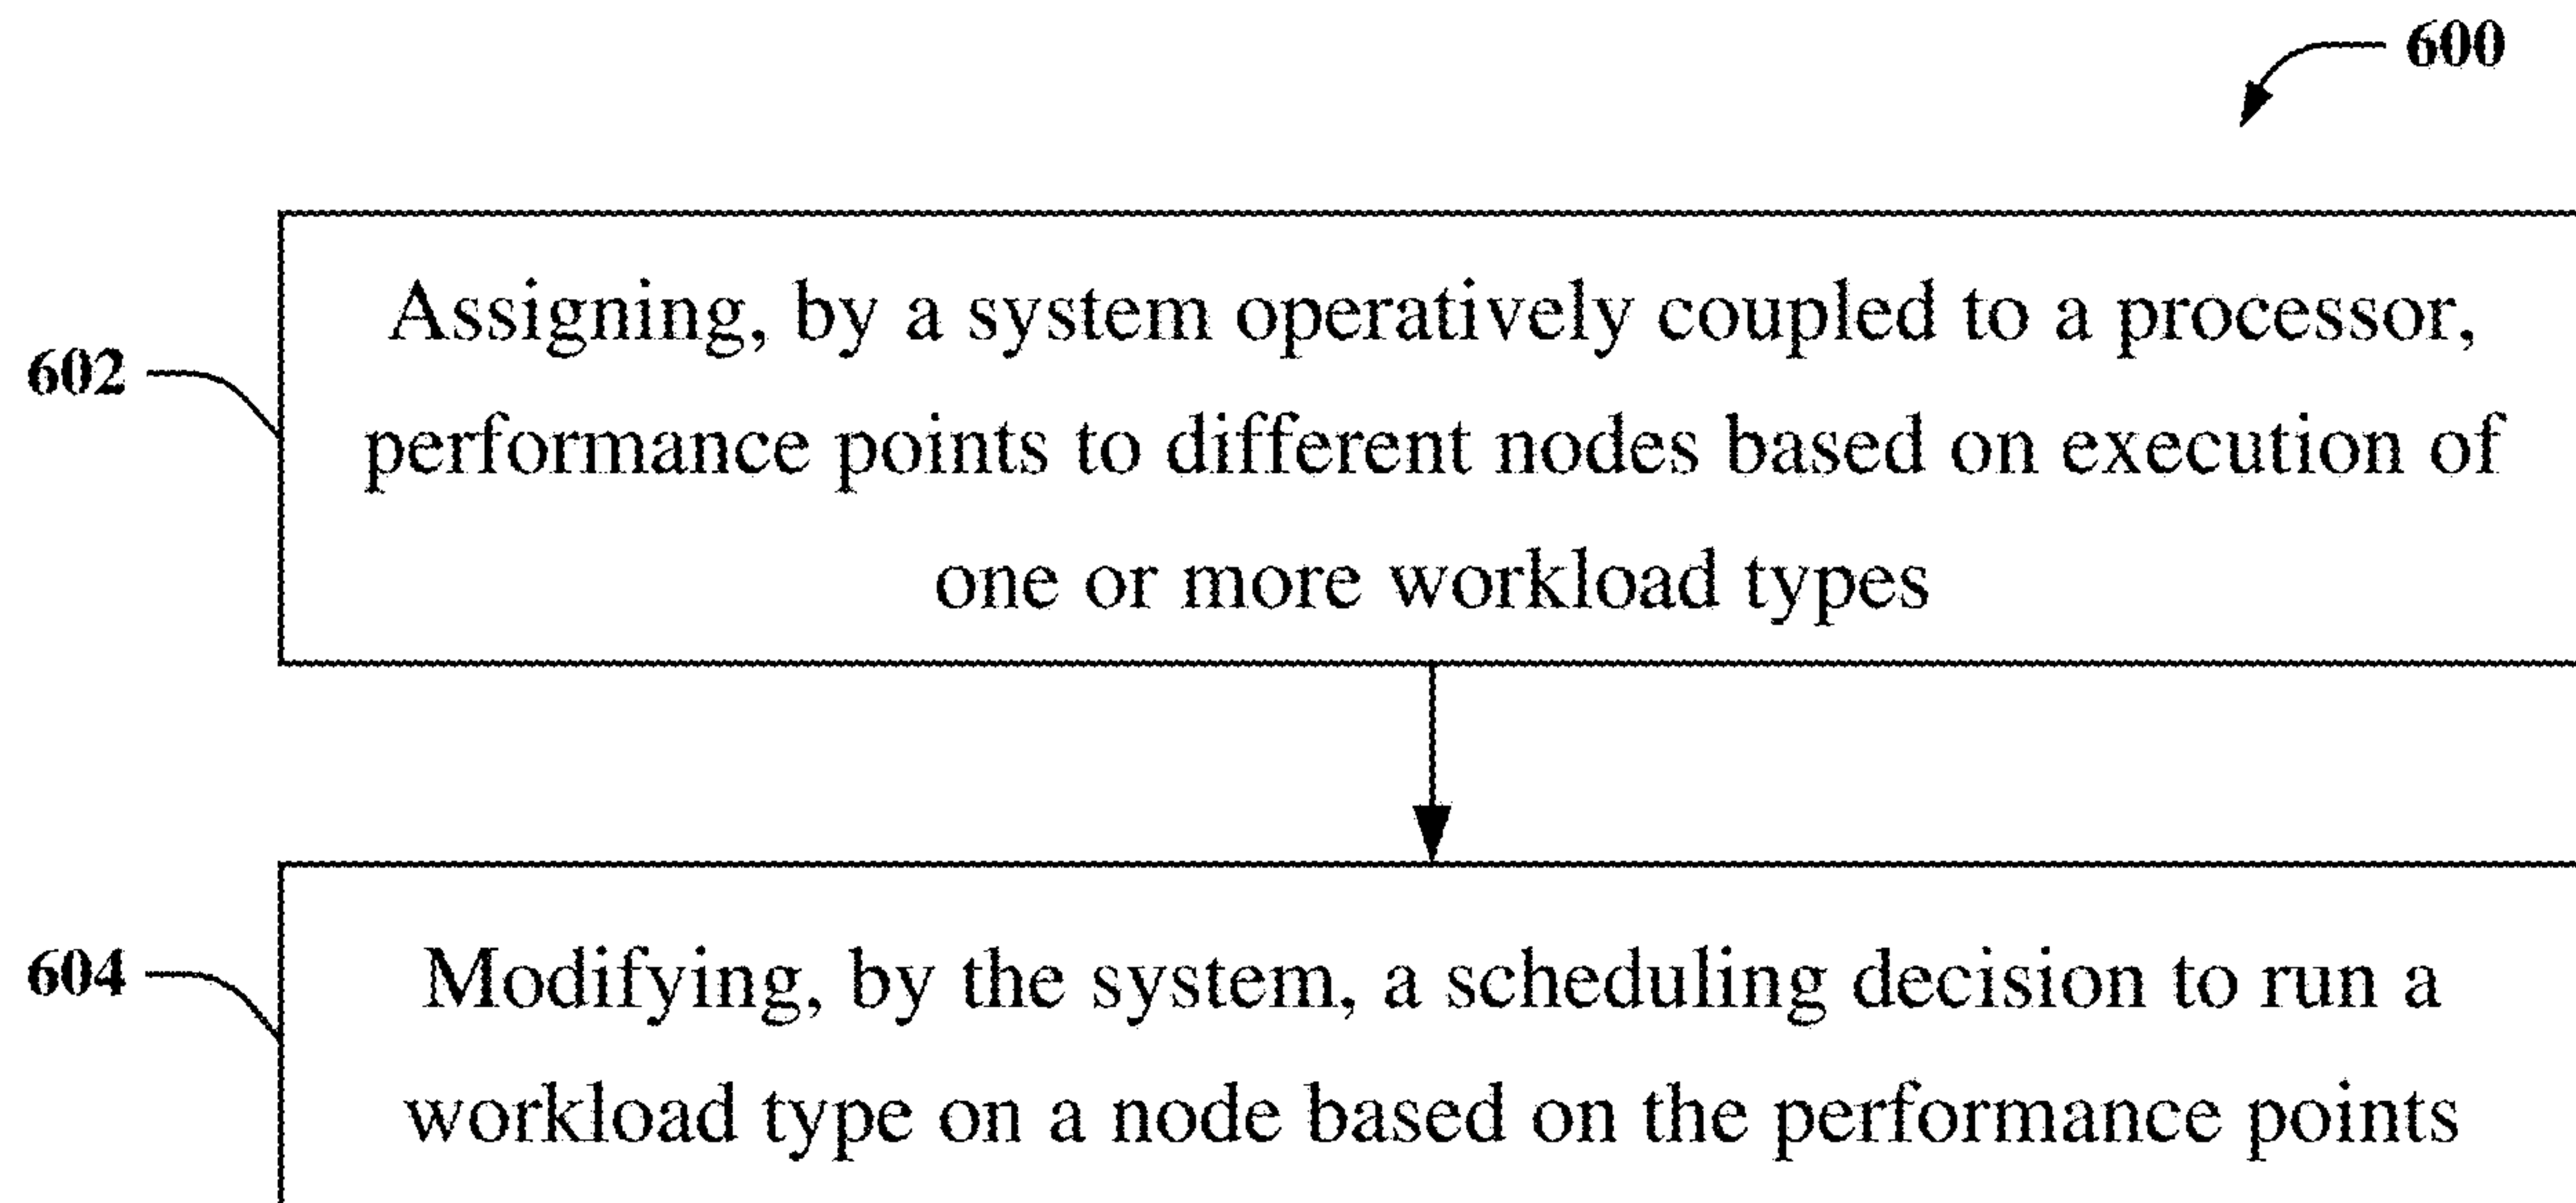 600
602
Assigning, by a system operatively coupled to a processor,
performance points to different nodes based on execution of
one or more workload types
604
Modifying, by the system, a scheduling decision to run a
workload type on a node based on the performance points